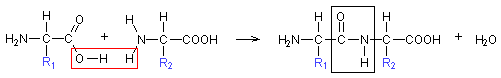 H O H H O H
H₂N C C + H N C COOH → H₂N C C N C COOH + H₂O
R₁ O H H R₂ R₁ H R₂